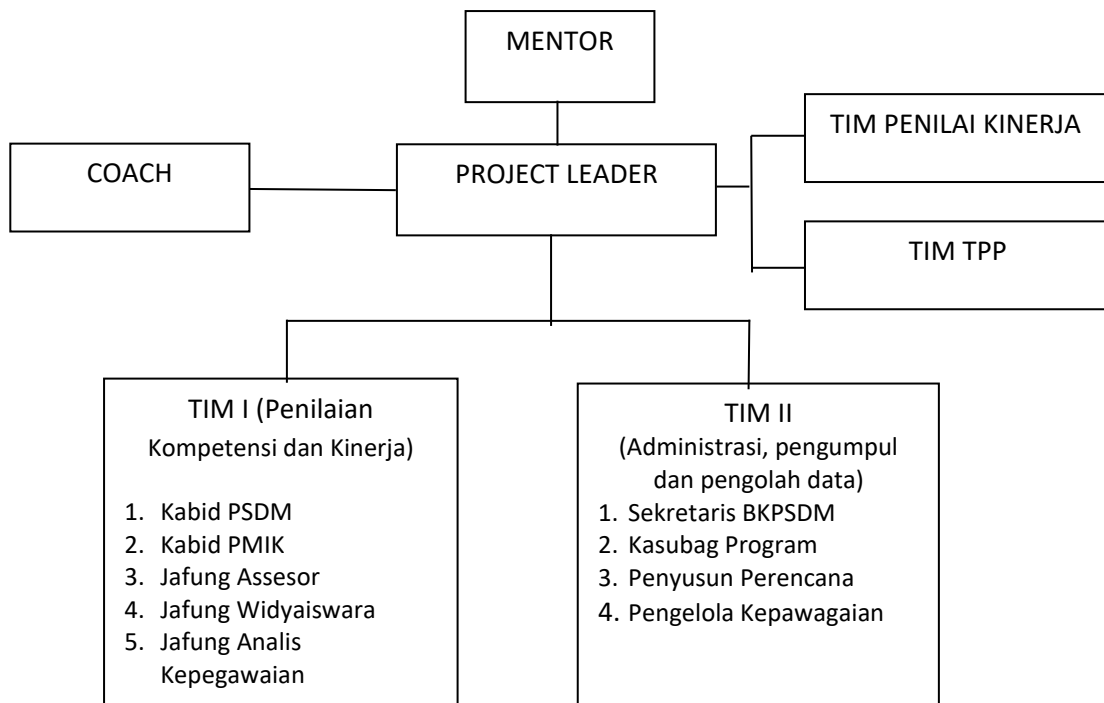 MENTOR
TIM PENILAI KINERJA
COACH
PROJECT LEADER
TIM TPP
TIM I (Penilaian
Kompetensi dan Kinerja)
1. Kabid PSDM
2. Kabid PMIK
3. Jafung Assesor
4. Jafung Widyaiswara
5. Jafung Analis
Kepegawaian
TIM II
(Administrasi, pengumpul
dan pengolah data)
1. Sekretaris BKPSDM
2. Kasubag Program
3. Penyusun Perencana
4. Pengelola Kepawagaian